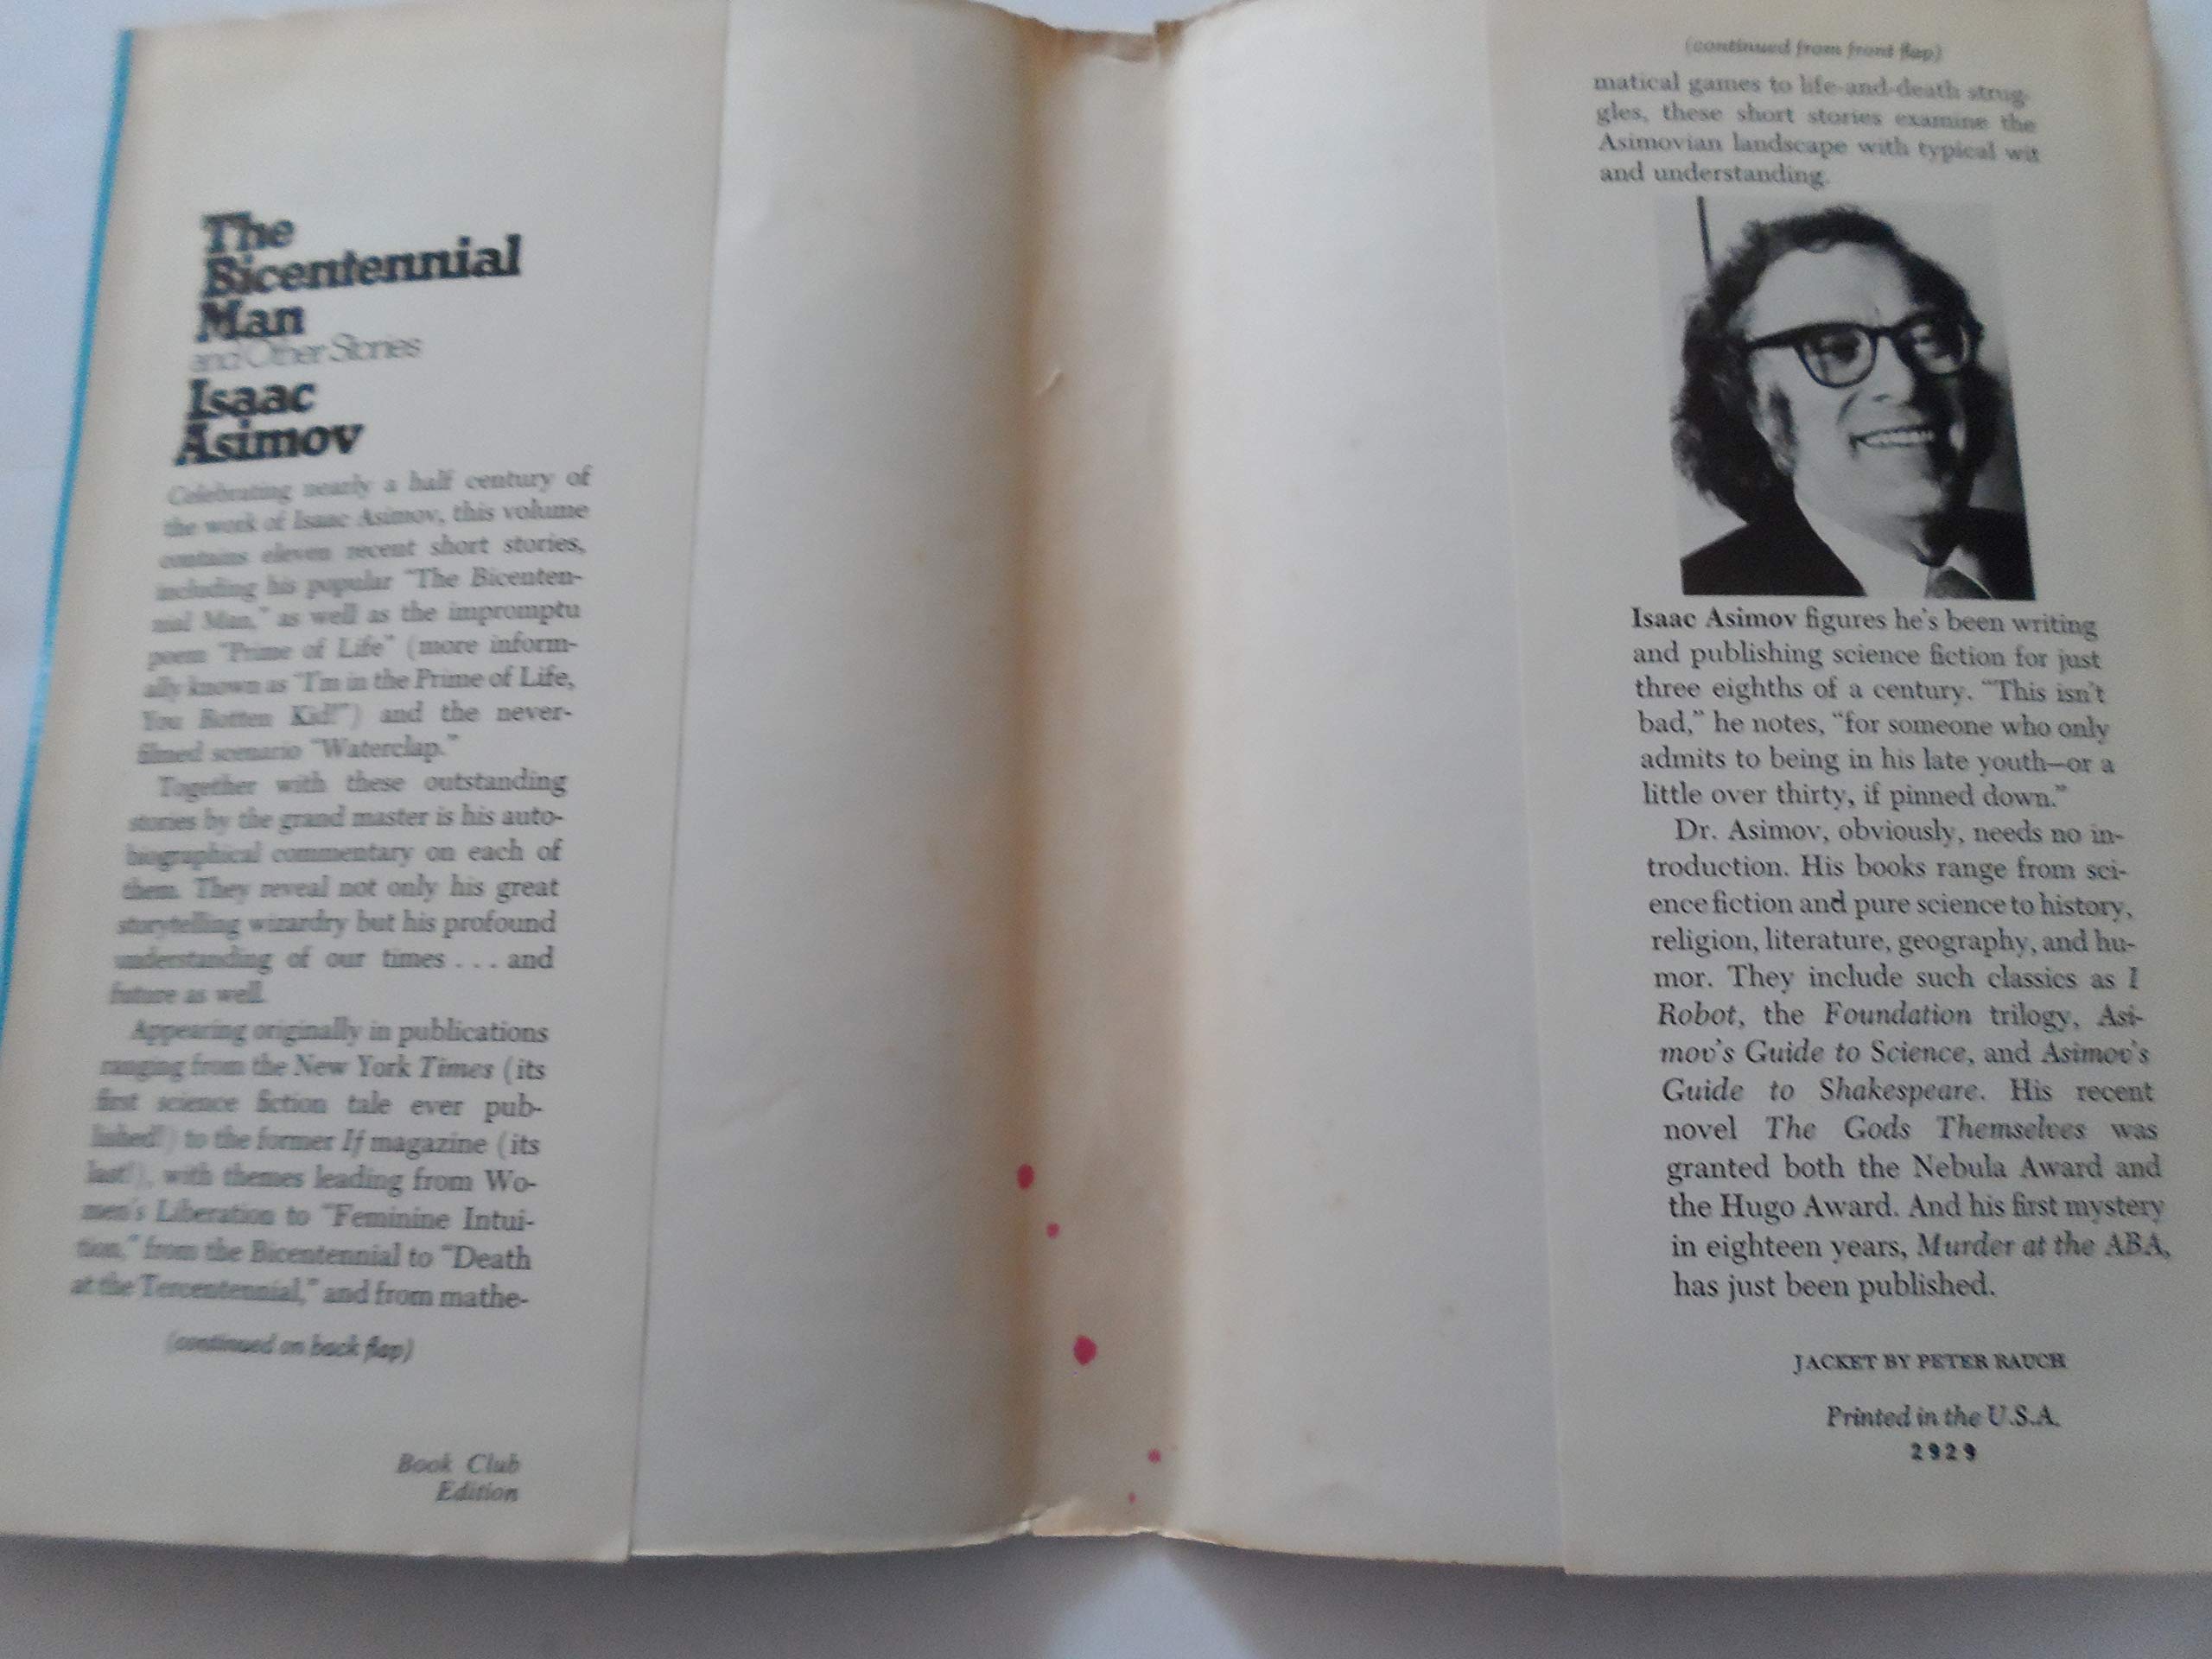 The
Bicentennial
Man
and Other Stories
Isaac
Asimov
Celebrating nearly a half century of
the work of Isaac Asimov, this volume
contains eleven recent short stories,
including his popular "The Bicenten-
nial Man," as well as the impromptu
poem "Prime of Life" (more inform-
ally known as "I'm in the Prime of Life,
You Rotten Kid!") and the never-
filmed scenario "Waterclap."
Together with these outstanding
stories by the grand master is his auto-
biographical commentary on each of
them. They reveal not only his great
storytelling wizardry but his profound
understanding of our times . . . and
future as well.
Appearing originally in publications
ranging from the New York Times (its
first science fiction tale ever pub-
lished!) to the former If magazine (its
last!), with themes leading from Wo-
men's Liberation to "Feminine Intui-
tion," from the Bicentennial to "Death
at the Tercentennial," and from mathe-
(continued on back flap)
Book Club
Edition
(continued from front flap)
matical games to life-and-death strug-
gles, these short stories examine the
Asimovian landscape with typical wit
and understanding.
Isaac Asimov figures he's been writing
and publishing science fiction for just
three eighths of a century. "This isn't
bad," he notes, "for someone who only
admits to being in his late youth—or a
little over thirty, if pinned down."
Dr. Asimov, obviously, needs no in-
troduction. His books range from sci-
ence fiction and pure science to history,
religion, literature, geography, and hu-
mor. They include such classics as I
Robot, the Foundation trilogy, Asi-
mov's Guide to Science, and Asimov's
Guide to Shakespeare. His recent
novel The Gods Themselves was
granted both the Nebula Award and
the Hugo Award. And his first mystery
in eighteen years, Murder at the ABA,
has just been published.
JACKET BY PETER RAUCH
Printed in the U.S.A.
2929